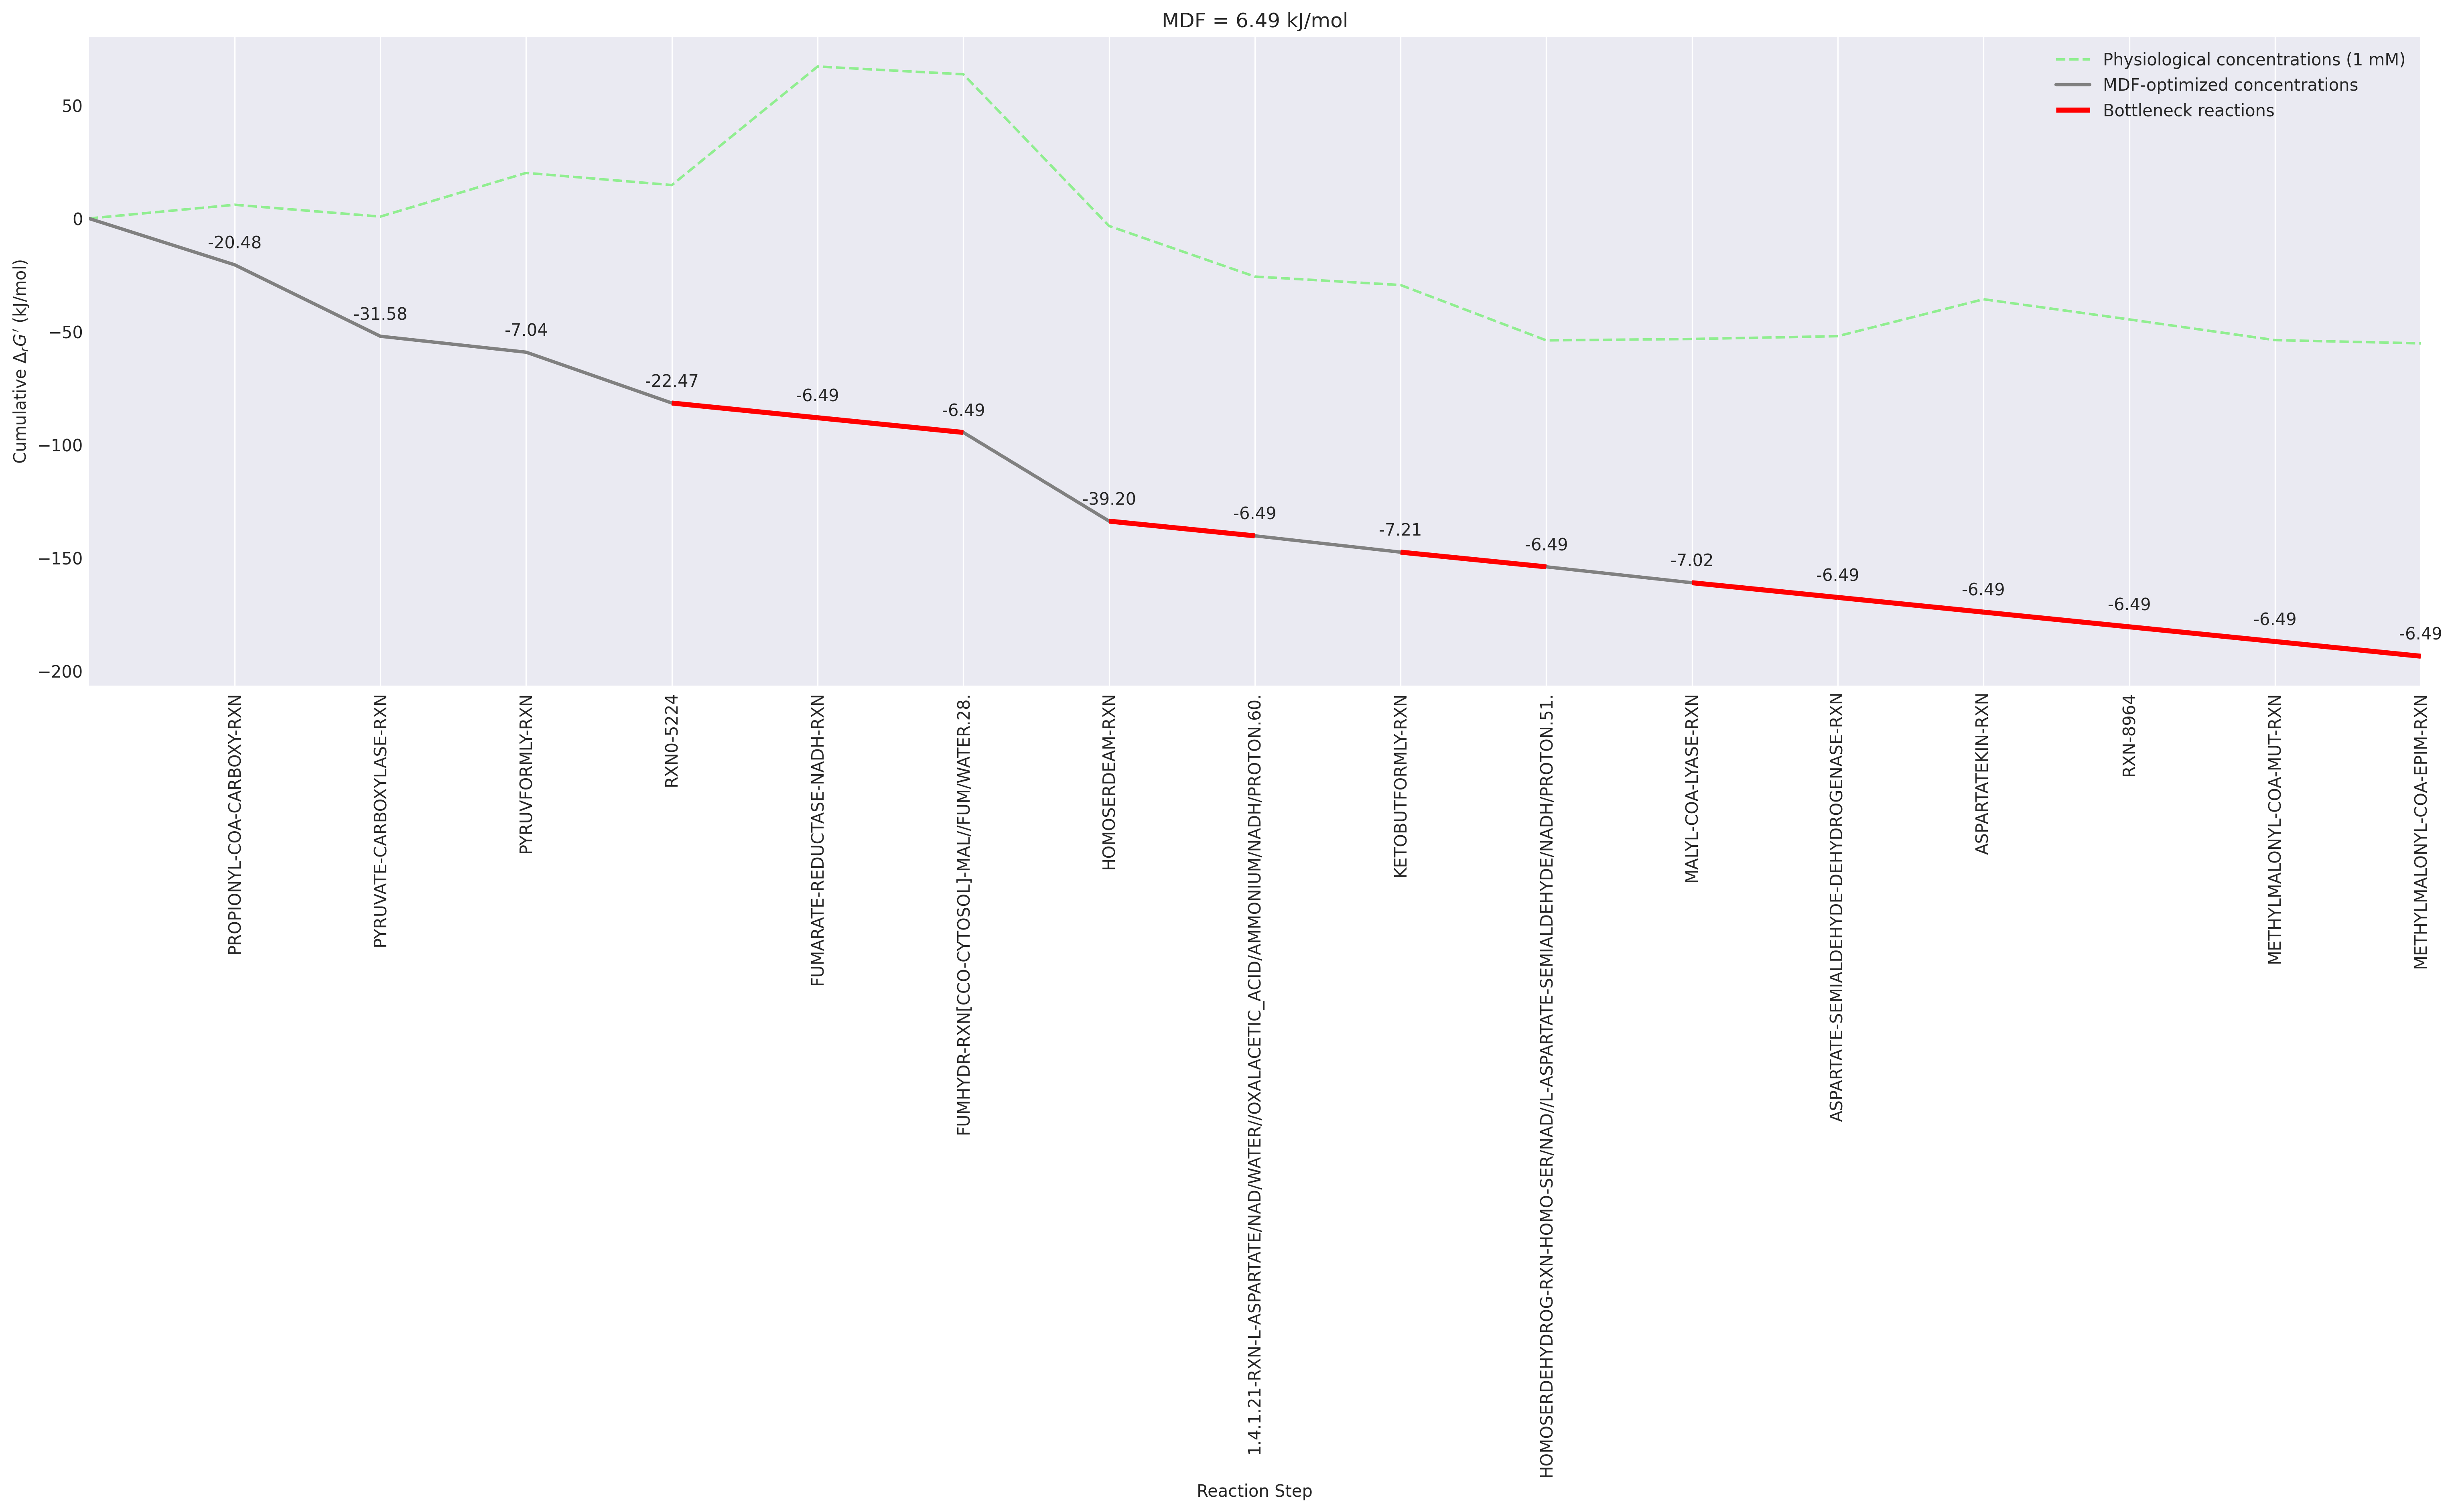 MDF = 6.49 kJ/mol
Physiological concentrations (1 mM)
MDF-optimized concentrations
Bottleneck reactions
Cumulative ΔrG′ (kJ/mol)
50
0
−50
−100
−150
−200
-20.48
-31.58
-7.04
-22.47
-6.49
-6.49
-39.20
-6.49
-7.21
-6.49
-7.02
-6.49
-6.49
-6.49
-6.49
-6.49
PROPIONYL-COA-CARBOXY-RXN
PYRUVATE-CARBOXYLASE-RXN
PYRUVFORMLY-RXN
RXN0-5224
FUMARATE-REDUCTASE-NADH-RXN
FUMHYDR-RXN[CCO-CYTOSOL]-MAL//FUM/WATER.28.
HOMOSERDEAM-RXN
1.4.1.21-RXN-L-ASPARTATE/NAD/WATER//OXALACETIC_ACID/AMMONIUM/NADH/PROTON.60.
KETOBUTFORMLY-RXN
HOMOSERDEHYDROG-RXN-HOMO-SER/NAD//L-ASPARTATE-SEMIALDEHYDE/NADH/PROTON.51.
MALYL-COA-LYASE-RXN
ASPARTATE-SEMIALDEHYDE-DEHYDROGENASE-RXN
ASPARTATEKIN-RXN
RXN-8964
METHYLMALONYL-COA-MUT-RXN
METHYLMALONYL-COA-EPIM-RXN
Reaction Step